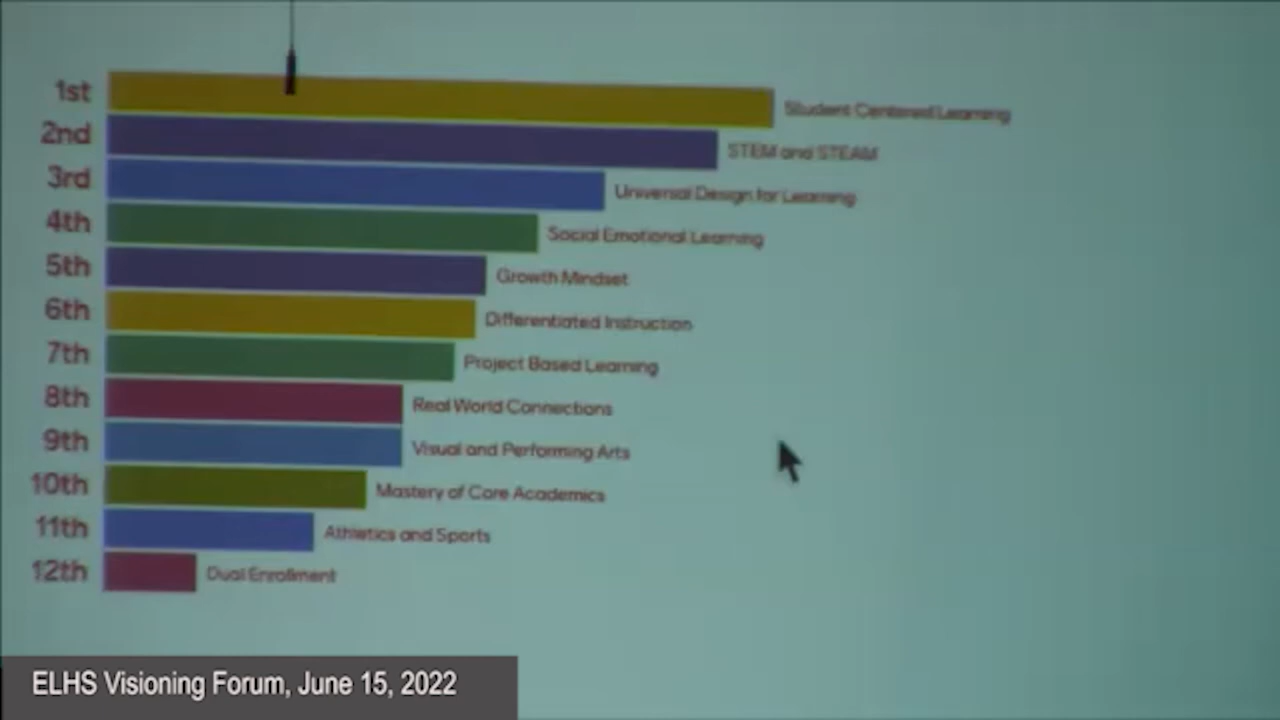 1st Student Centered Learning
2nd STEM and STEAM
3rd Universal Design for Learning
4th Social Emotional Learning
5th Growth Mindset
6th Differentiated Instruction
7th Project Based Learning
8th Real World Connections
9th Visual and Performing Arts
10th Mastery of Core Academics
11th Athletics and Sports
12th Dual Enrollment
ELHS Visioning Forum, June 15, 2022